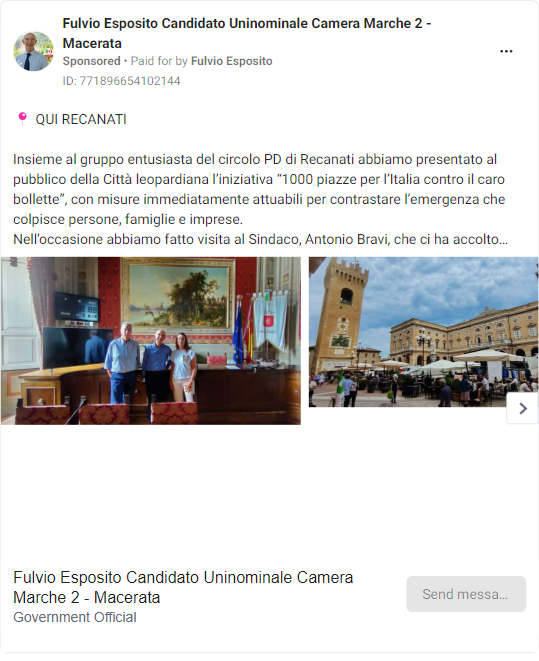 Fulvio Esposito Candidato Uninominale Camera Marche 2 -
Macerata
Sponsored • Paid for by Fulvio Esposito
ID: 771896654102144
QUI RECANATI
Insieme al gruppo entusiasta del circolo PD di Recanati abbiamo presentato al
pubblico della Città leopardiana l’iniziativa “1000 piazze per l’Italia contro il caro
bollette”, con misure immediatamente attuabili per contrastare l’emergenza che
colpisce persone, famiglie e imprese.
Nell’occasione abbiamo fatto visita al Sindaco, Antonio Bravi, che ci ha accolto...
Fulvio Esposito Candidato Uninominale Camera
Marche 2 - Macerata
Government Official
Send messa...